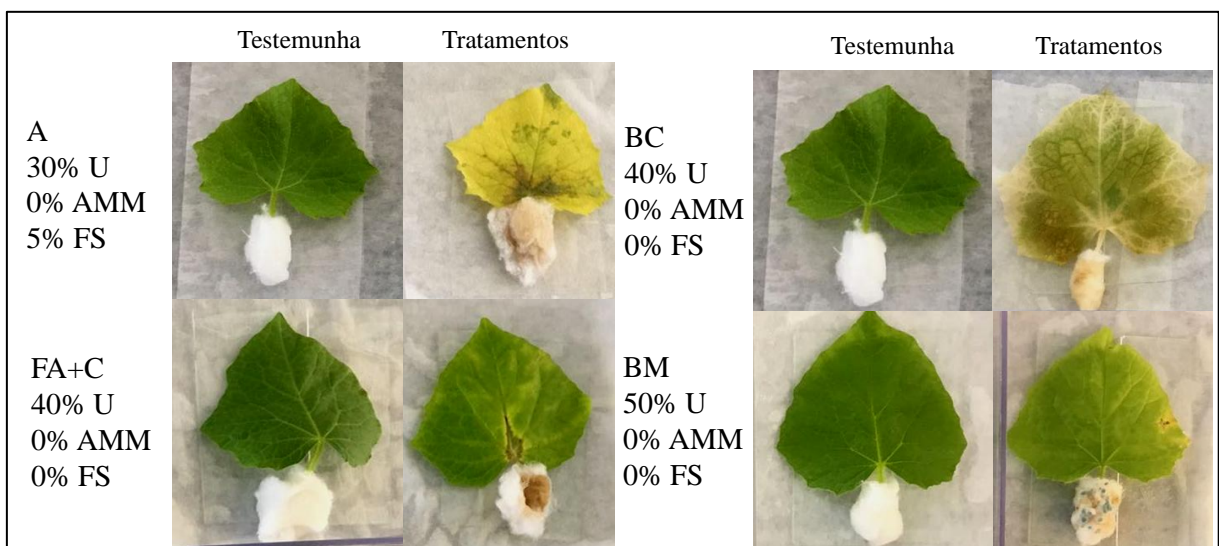 Testemunha Tratamentos
Testemunha Tratamentos
A
30% U
0% AMM
5% FS
BC
40% U
0% AMM
0% FS
FA+C
40% U
0% AMM
0% FS
BM
50% U
0% AMM
0% FS